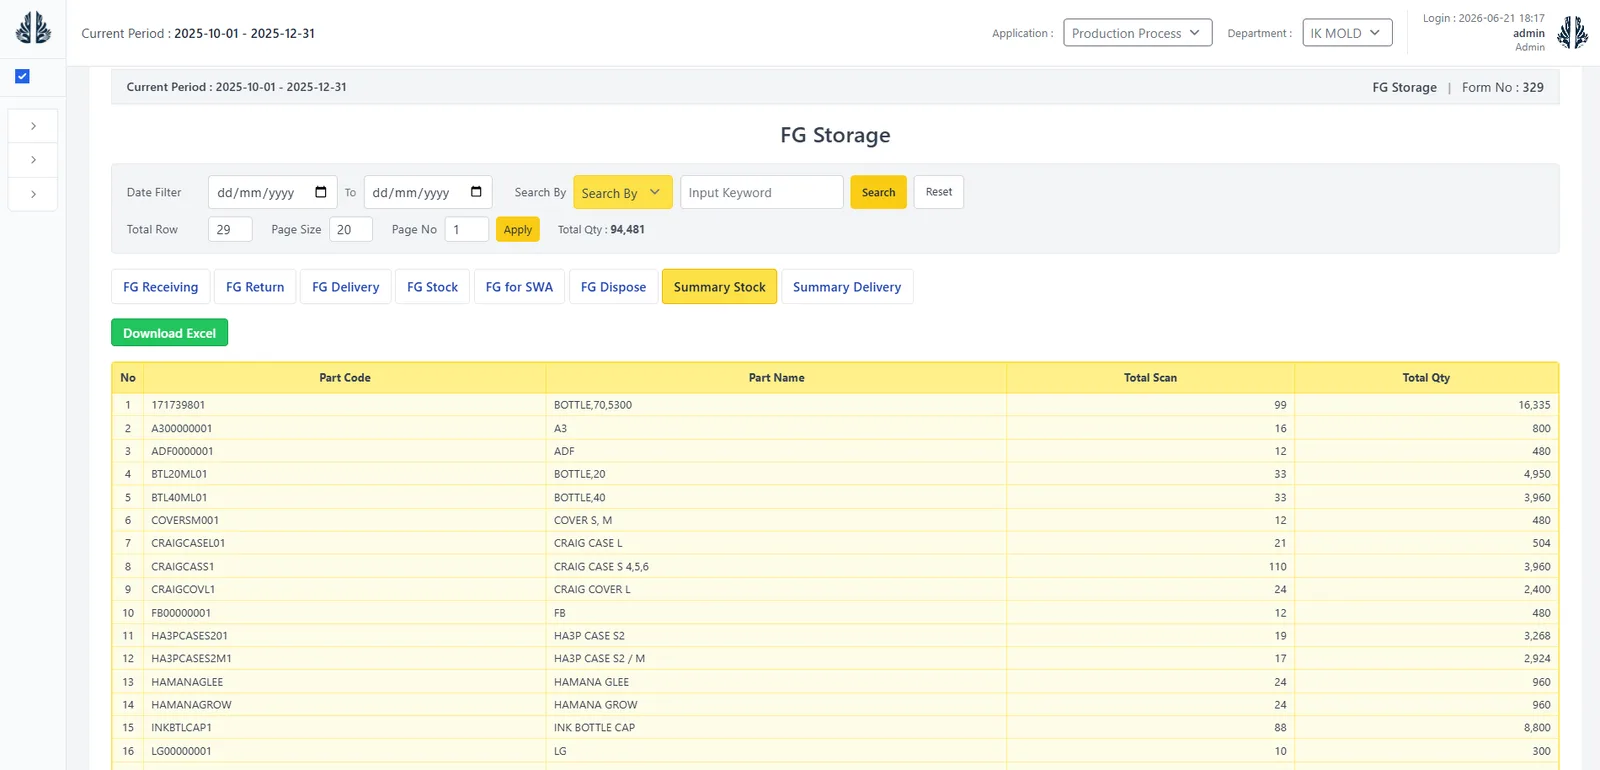 Current Period : 2025-10-01 - 2025-12-31
Application :
Production Process
Department :
IK MOLD
Login : 2026-06-21 18:17
admin
Admin
Current Period : 2025-10-01 - 2025-12-31
FG Storage | Form No : 329
FG Storage
Date Filter dd/mm/yyyy To dd/mm/yyyy Search By Search By Input Keyword Search Reset
Total Row 29 Page Size 20 Page No 1 Apply Total Qty : 94,481
FG Receiving FG Return FG Delivery FG Stock FG for SWA FG Dispose Summary Stock Summary Delivery
Download Excel
No Part Code Part Name Total Scan Total Qty
1 171739801 BOTTLE,70,5300 99 16,335
2 A300000001 A3 16 800
3 ADF0000001 ADF 12 480
4 BTL20ML01 BOTTLE,20 33 4,950
5 BTL40ML01 BOTTLE,40 33 3,960
6 COVERSM001 COVER S, M 12 480
7 CRAIGCASEL01 CRAIG CASE L 21 504
8 CRAIGCASS1 CRAIG CASE S 4,5,6 110 3,960
9 CRAIGCOVL1 CRAIG COVER L 24 2,400
10 FB00000001 FB 12 480
11 HA3PCASES201 HA3P CASE S2 19 3,268
12 HA3PCASES2M1 HA3P CASE S2 / M 17 2,924
13 HAMANAGLEE HAMANA GLEE 24 960
14 HAMANAGROW HAMANA GROW 24 960
15 INKBTLCAP1 INK BOTTLE CAP 88 8,800
16 LG00000001 LG 10 300